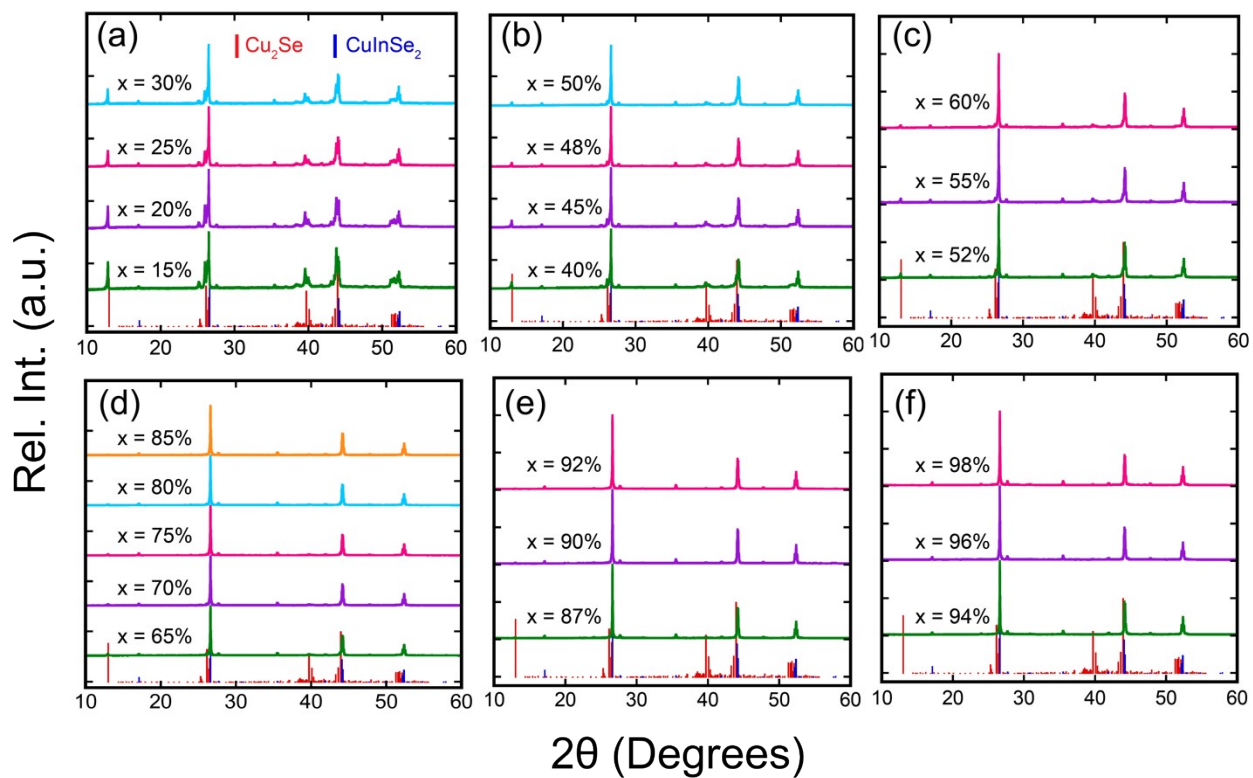 Rel. Int. (a.u.)
(a)
Cu₂Se
CuInSe₂
x = 30%
x = 25%
x = 20%
x = 15%
10 20 30 40 50 60
(b)
x = 50%
x = 48%
x = 45%
x = 40%
10 20 30 40 50 60
(c)
x = 60%
x = 55%
x = 52%
10 20 30 40 50 60
(d)
x = 85%
x = 80%
x = 75%
x = 70%
x = 65%
10 20 30 40 50 60
(e)
x = 92%
x = 90%
x = 87%
10 20 30 40 50 60
(f)
x = 98%
x = 96%
x = 94%
10 20 30 40 50 60
2θ (Degrees)